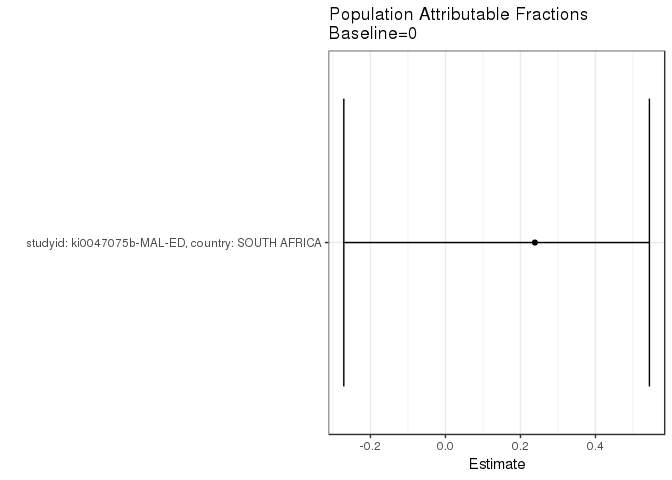 Population Attributable Fractions
Baseline=0
studyid: ki0047075b-MAL-ED, country: SOUTH AFRICA
-0.2 0.0 0.2 0.4
Estimate